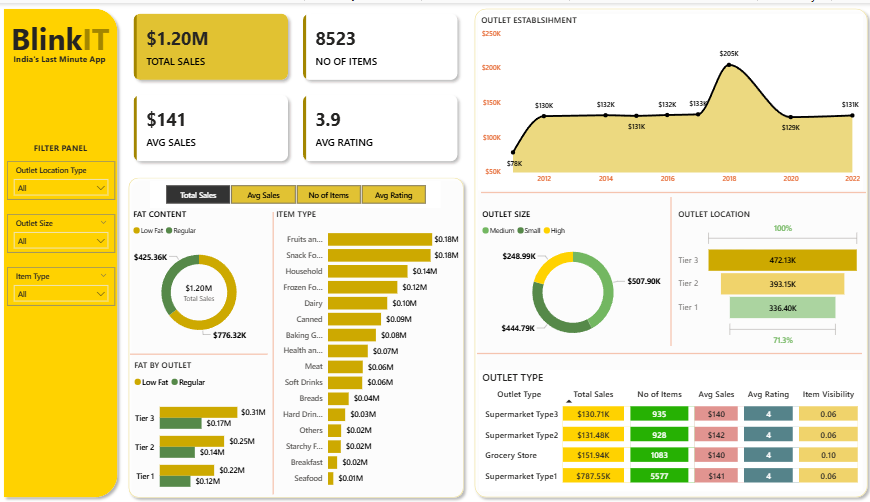 BlinkIT
India's Last Minute App
FILTER PANEL
Outlet Location Type
All
Outlet Size
All
Item Type
All
$1.20M
TOTAL SALES
8523
NO OF ITEMS
$141
AVG SALES
3.9
AVG RATING
Total Sales
Avg Sales
No of Items
Avg Rating
FAT CONTENT
Low Fat Regular
$425.36K
$1.20M
Total Sales
$776.32K
FAT BY OUTLET
Low Fat Regular
Tier 3 $0.31M
$0.17M
Tier 2 $0.25M
$0.14M
Tier 1 $0.22M
$0.12M
ITEM TYPE
Fruits an... $0.18M
Snack Fo... $0.18M
Household $0.14M
Frozen Fo... $0.12M
Dairy $0.10M
Canned $0.09M
Baking G... $0.08M
Health an... $0.07M
Meat $0.06M
Soft Drinks $0.06M
Breads $0.04M
Hard Drin... $0.03M
Others $0.02M
Starchy F... $0.02M
Breakfast $0.02M
Seafood $0.01M
OUTLET ESTABLISIHMENT
$250K
$200K
$150K
$100K
$50K
$78K
$130K
$132K
$131K
$132K
$133K
$205K
$129K
$131K
2012 2014 2016 2018 2020 2022
OUTLET SIZE
Medium Small High
$248.99K
$507.90K
$444.79K
OUTLET LOCATION
100%
Tier 3 472.13K
Tier 2 393.15K
Tier 1 336.40K
71.3%
OUTLET TYPE
Outlet Type Total Sales No of Items Avg Sales Avg Rating Item Visibility
Supermarket Type3 $130.71K 935 $140 4 0.06
Supermarket Type2 $131.48K 928 $142 4 0.06
Grocery Store $151.94K 1083 $140 4 0.10
Supermarket Type1 $787.55K 5577 $141 4 0.06